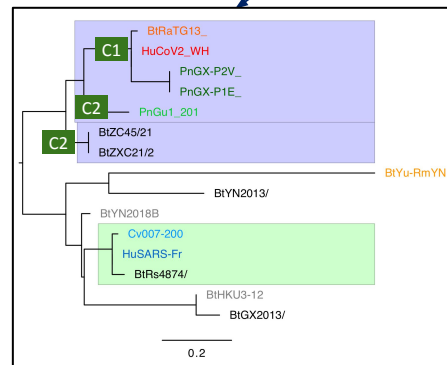 BtRaTG13_
C1
HuCoV2_WH
PnGX-P2V_
PnGX-P1E_
C2
PnGu1_201
BtZC45/21
C2
BtZXC21/2
BtYu-RmYN
BtYN2013/
BtYN2018B
Cv007-200
HuSARS-Fr
BtRs4874/
BtHKU3-12
BtGX2013/
0.2